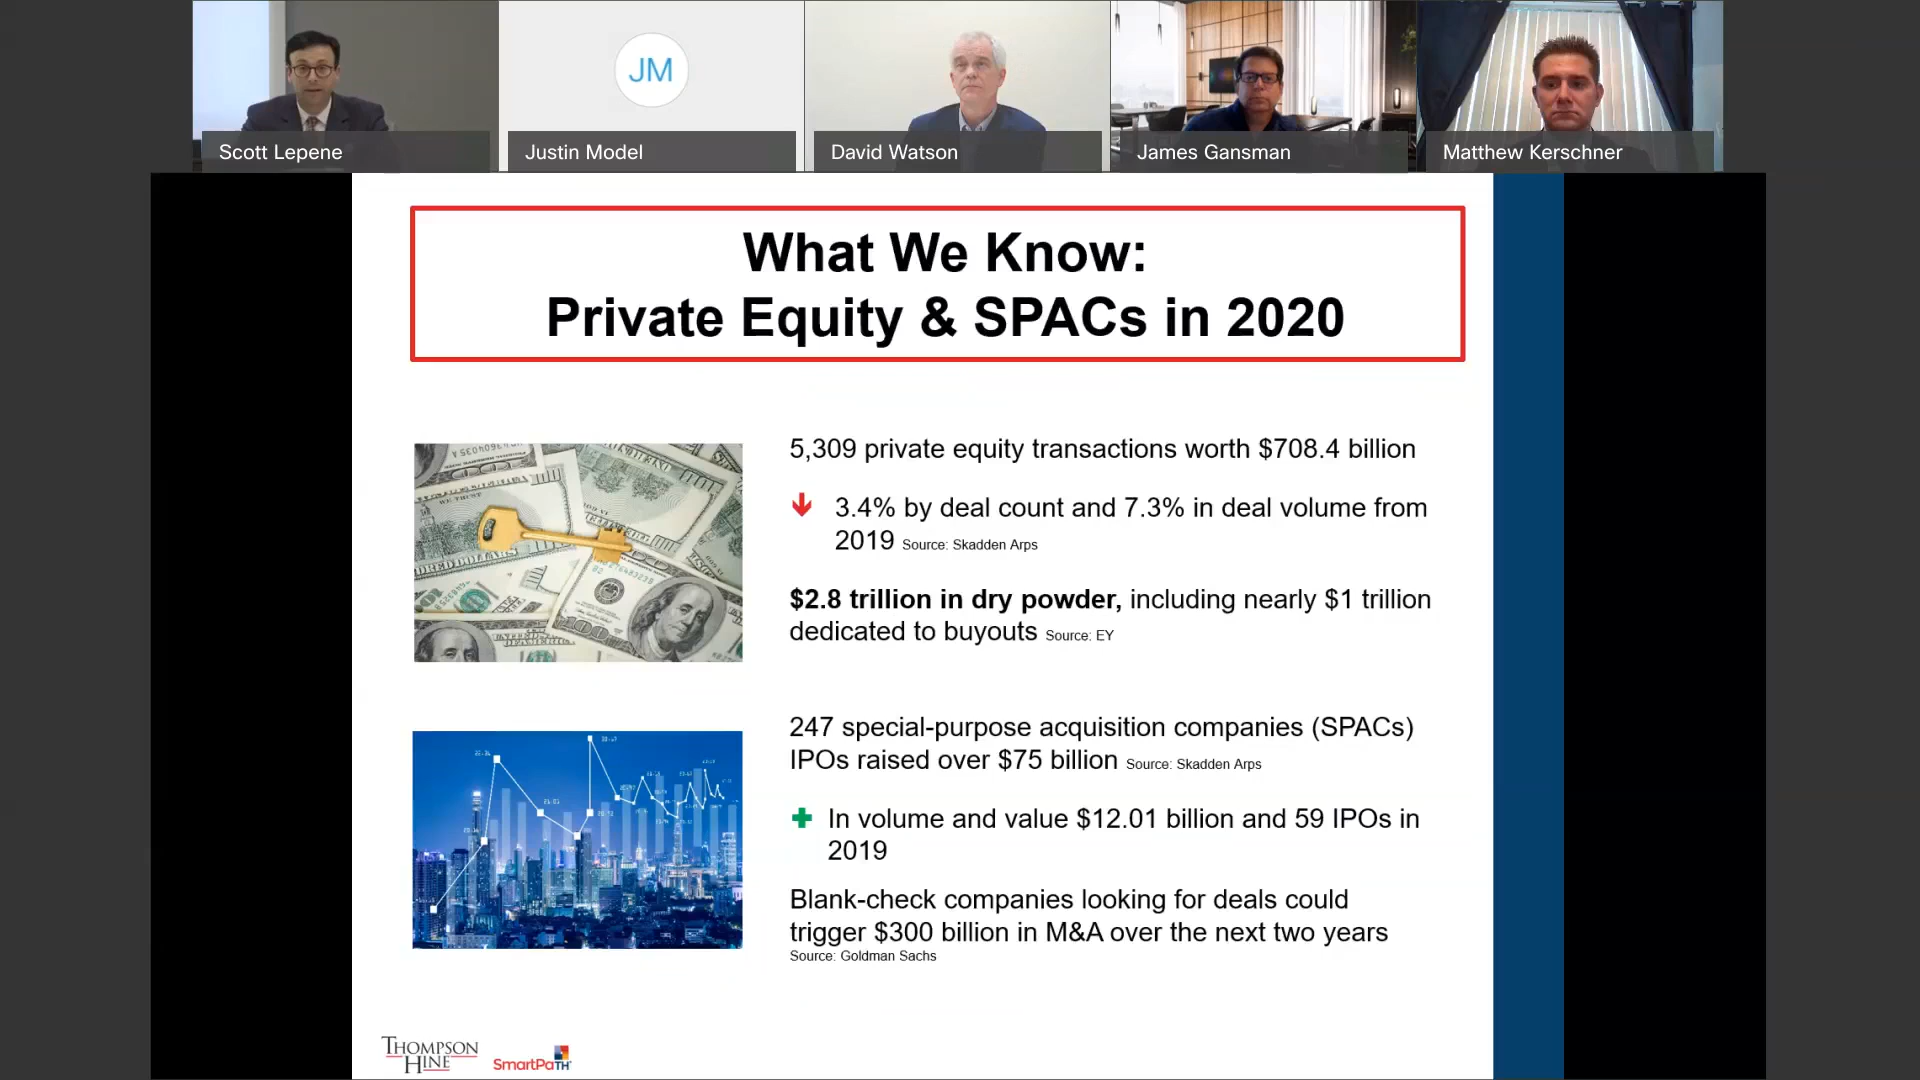 Scott Lepene
JM
Justin Model
David Watson
James Gansman
Matthew Kerschner
What We Know:
Private Equity & SPACs in 2020
5,309 private equity transactions worth $708.4 billion
3.4% by deal count and 7.3% in deal volume from
2019 Source: Skadden Arps
$2.8 trillion in dry powder, including nearly $1 trillion
dedicated to buyouts Source: EY
247 special-purpose acquisition companies (SPACs)
IPOs raised over $75 billion Source: Skadden Arps
In volume and value $12.01 billion and 59 IPOs in
2019
Blank-check companies looking for deals could
trigger $300 billion in M&A over the next two years
Source: Goldman Sachs
THOMPSON
HINE
SmartPaTH